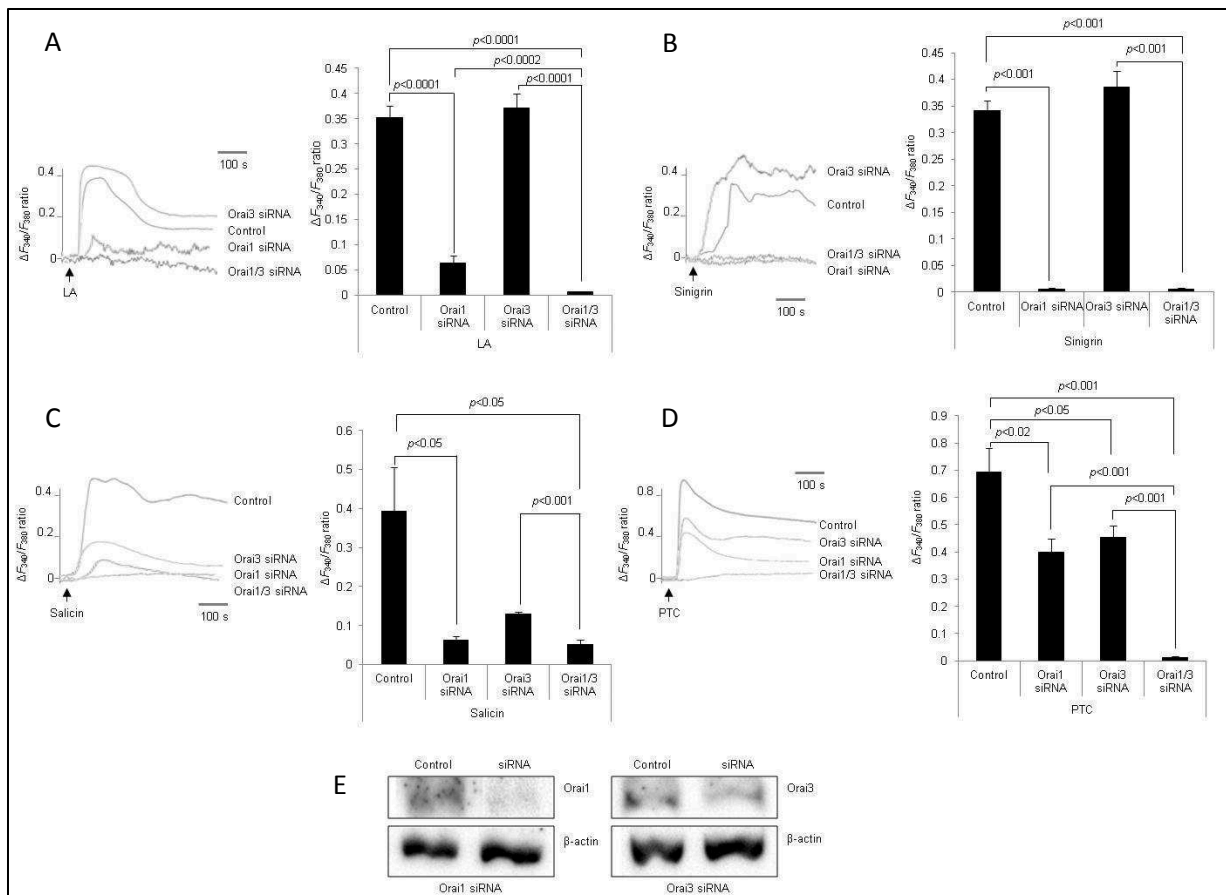 A
p<0.0001
p<0.0002
p<0.0001
p<0.0001
100 s
0.4
0.2
0
ΔF340/F380 ratio
Orai3 siRNA
Control
Orai1 siRNA
Orai1/3 siRNA
LA
ΔF340/F380 ratio
0.45
0.4
0.35
0.3
0.25
0.2
0.15
0.1
0.05
0
Control
Orai1 siRNA
Orai3 siRNA
Orai1/3 siRNA
LA
B
p<0.001
p<0.001
p<0.001
0.4
0.2
0
ΔF340/F380 ratio
Orai3 siRNA
Control
Orai1/3 siRNA
Orai1 siRNA
Sinigrin
100 s
ΔF340/F380 ratio
0.45
0.4
0.35
0.3
0.25
0.2
0.15
0.1
0.05
0
Control
Orai1 siRNA
Orai3 siRNA
Orai1/3 siRNA
Sinigrin
C
p<0.05
p<0.05
p<0.001
0.4
0.2
0
ΔF340/F380 ratio
Control
Orai3 siRNA
Orai1 siRNA
Orai1/3 siRNA
Salicin
100 s
ΔF340/F380 ratio
0.6
0.5
0.4
0.3
0.2
0.1
0
Control
Orai1 siRNA
Orai3 siRNA
Orai1/3 siRNA
Salicin
D
p<0.001
p<0.05
p<0.02
p<0.001
p<0.001
100 s
0.8
0.4
0
ΔF340/F380 ratio
Control
Orai3 siRNA
Orai1 siRNA
Orai1/3 siRNA
PTC
ΔF340/F380 ratio
0.9
0.8
0.7
0.6
0.5
0.4
0.3
0.2
0.1
0
Control
Orai1 siRNA
Orai3 siRNA
Orai1/3 siRNA
PTC
E
Control siRNA
Orai1
β-actin
Orai1 siRNA
Control siRNA
Orai3
β-actin
Orai3 siRNA